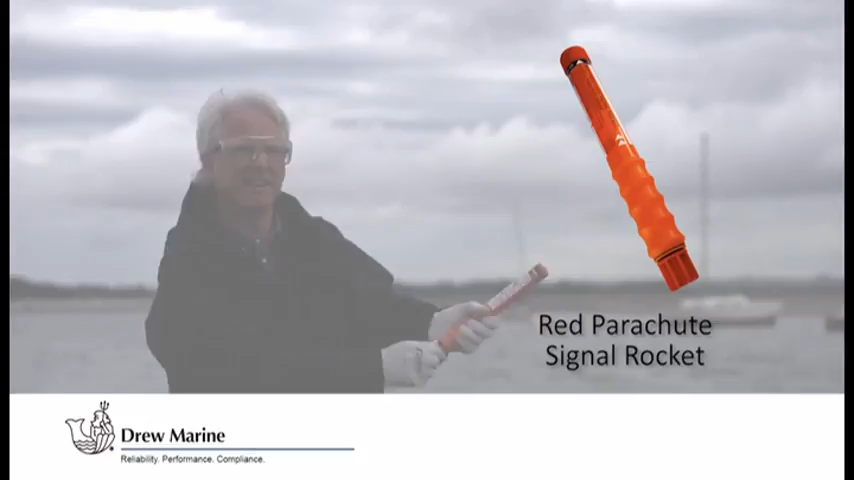 Red Parachute
Signal Rocket
Drew Marine
Reliability. Performance. Compliance.